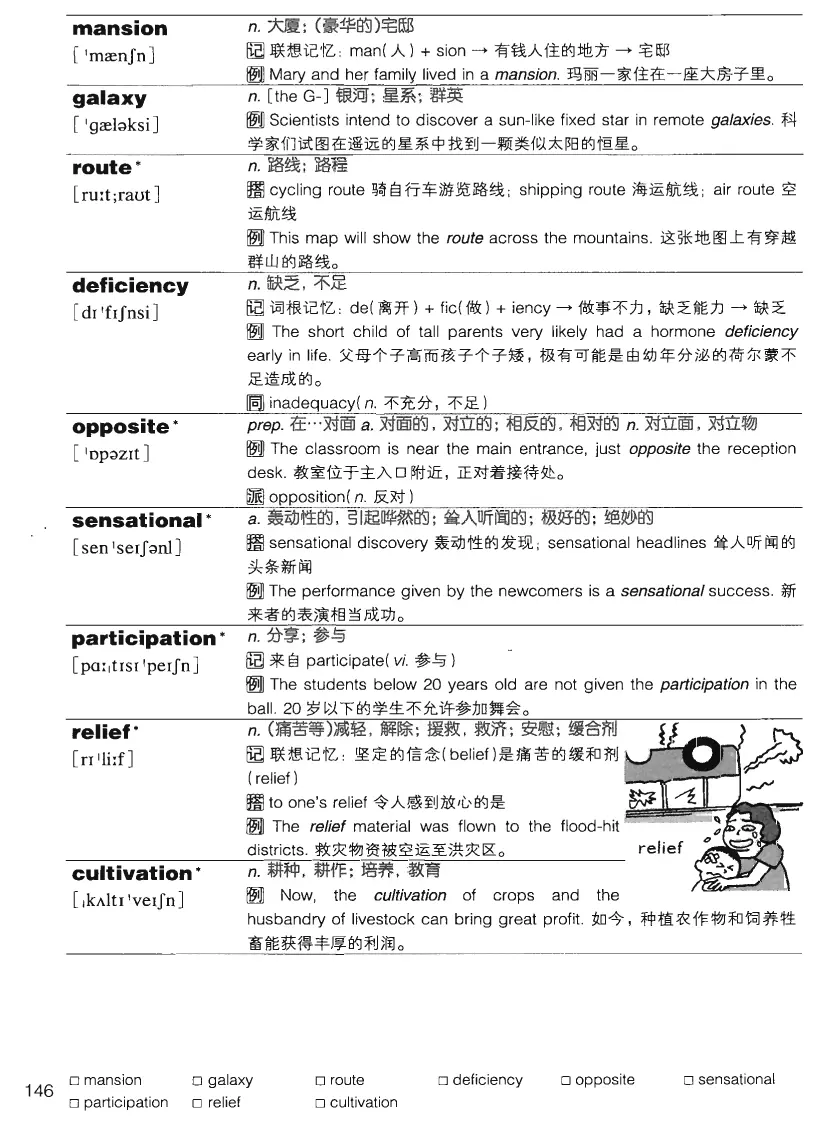 mansion n. 大厦；(豪华的)宅邸
[ˈmænʃn] 记 联想记忆：man(人) + sion → 有钱人住的地方 → 宅邸
例 Mary and her family lived in a mansion. 玛丽一家住在一座大房子里。
galaxy n. [the G-] 银河；星系；群英
[ˈgæləksi] 例 Scientists intend to discover a sun-like fixed star in remote galaxies. 科
学家们试图在遥远的星系中找到一颗类似太阳的恒星。
route* n. 路线；路程
[ruːt;raʊt] 搭 cycling route 骑自行车游览路线；shipping route 海运航线；air route 空
运航线
例 This map will show the route across the mountains. 这张地图上有穿越
群山的路线。
deficiency n. 缺乏，不足
[dɪˈfɪʃnsi] 记 词根记忆：de(离开) + fic(做) + iency → 做事不力，缺乏能力 → 缺乏
例 The short child of tall parents very likely had a hormone deficiency
early in life. 父母个子高而孩子个子矮，极有可能是由幼年分泌的荷尔蒙不
足造成的。
同 inadequacy(n. 不充分，不足)
opposite* prep. 在…对面 a. 对面的，对立的；相反的，相对的 n. 对立面，对立物
[ˈɒpəzɪt] 例 The classroom is near the main entrance, just opposite the reception
desk. 教室位于主入口附近，正对着接待处。
派 opposition(n. 反对)
sensational* a. 轰动性的，引起哗然的；耸人听闻的；极好的；绝妙的
[senˈseɪʃənl] 搭 sensational discovery 轰动性的发现；sensational headlines 耸人听闻的
头条新闻
例 The performance given by the newcomers is a sensational success. 新
来者的表演相当成功。
participation* n. 分享；参与
[pɑːˌtɪsɪˈpeɪʃn] 记 来自 participate(vi. 参与)
例 The students below 20 years old are not given the participation in the
ball. 20 岁以下的学生不允许参加舞会。
relief* n. (痛苦等)减轻，解除；援救，救济；安慰；缓合剂
[rɪˈliːf] 记 联想记忆：坚定的信念(belief)是痛苦的缓和剂
(relief)
搭 to one's relief 令人感到放心的是
例 The relief material was flown to the flood-hit
districts. 救灾物资被空运至洪灾区。
relief
cultivation* n. 耕种，耕作；培养，教育
[ˌkʌltɪˈveɪʃn] 例 Now, the cultivation of crops and the
husbandry of livestock can bring great profit. 如今，种植农作物和饲养牲
畜能获得丰厚的利润。
146 □ mansion □ galaxy □ route □ deficiency □ opposite □ sensational
□ participation □ relief □ cultivation